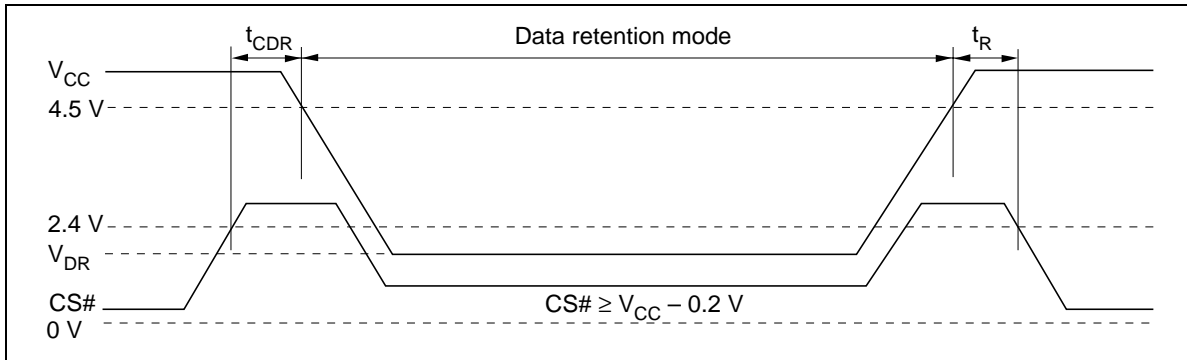 t_CDR Data retention mode t_R
V_CC
4.5 V
2.4 V
V_DR
CS# CS# ≥ V_CC – 0.2 V
0 V